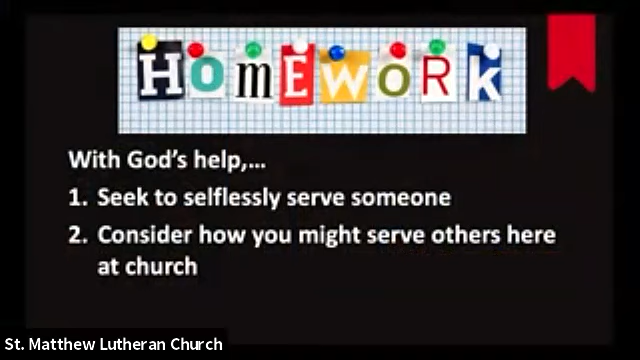 HOmEWORk
With God's help,...
1. Seek to selflessly serve someone
2. Consider how you might serve others here
at church
St. Matthew Lutheran Church